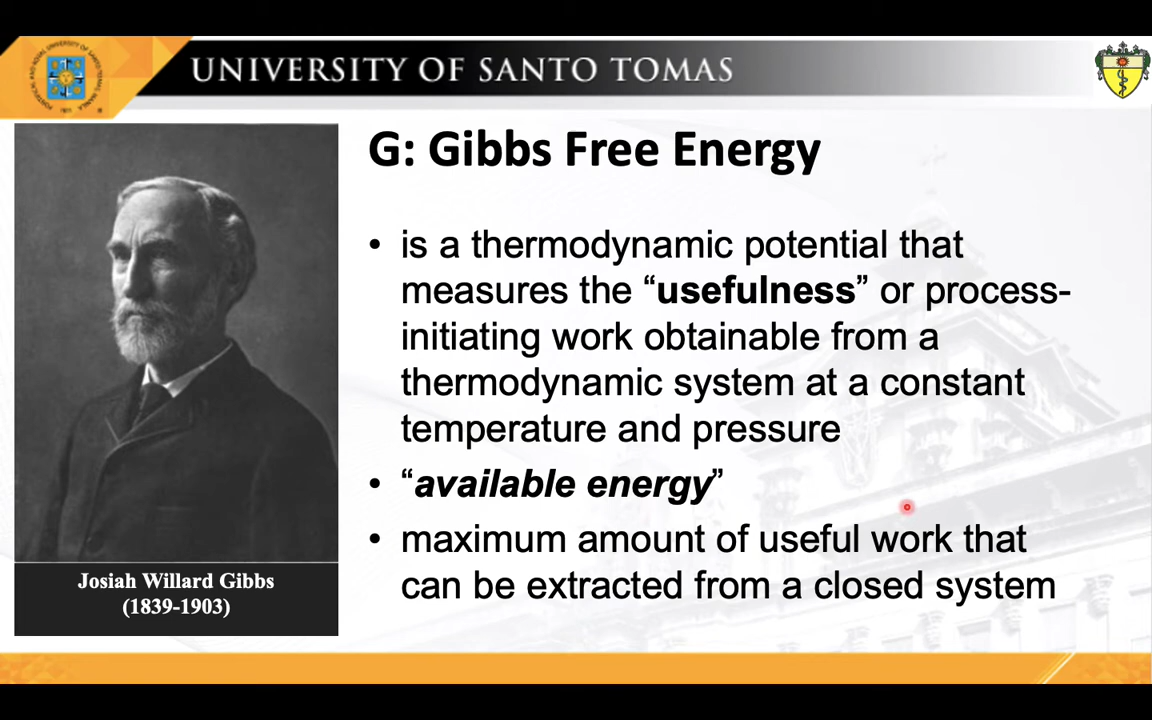 UNIVERSITY OF SANTO TOMAS
G: Gibbs Free Energy
• is a thermodynamic potential that
measures the “usefulness” or process-
initiating work obtainable from a
thermodynamic system at a constant
temperature and pressure
• “available energy”
• maximum amount of useful work that
can be extracted from a closed system
Josiah Willard Gibbs
(1839-1903)